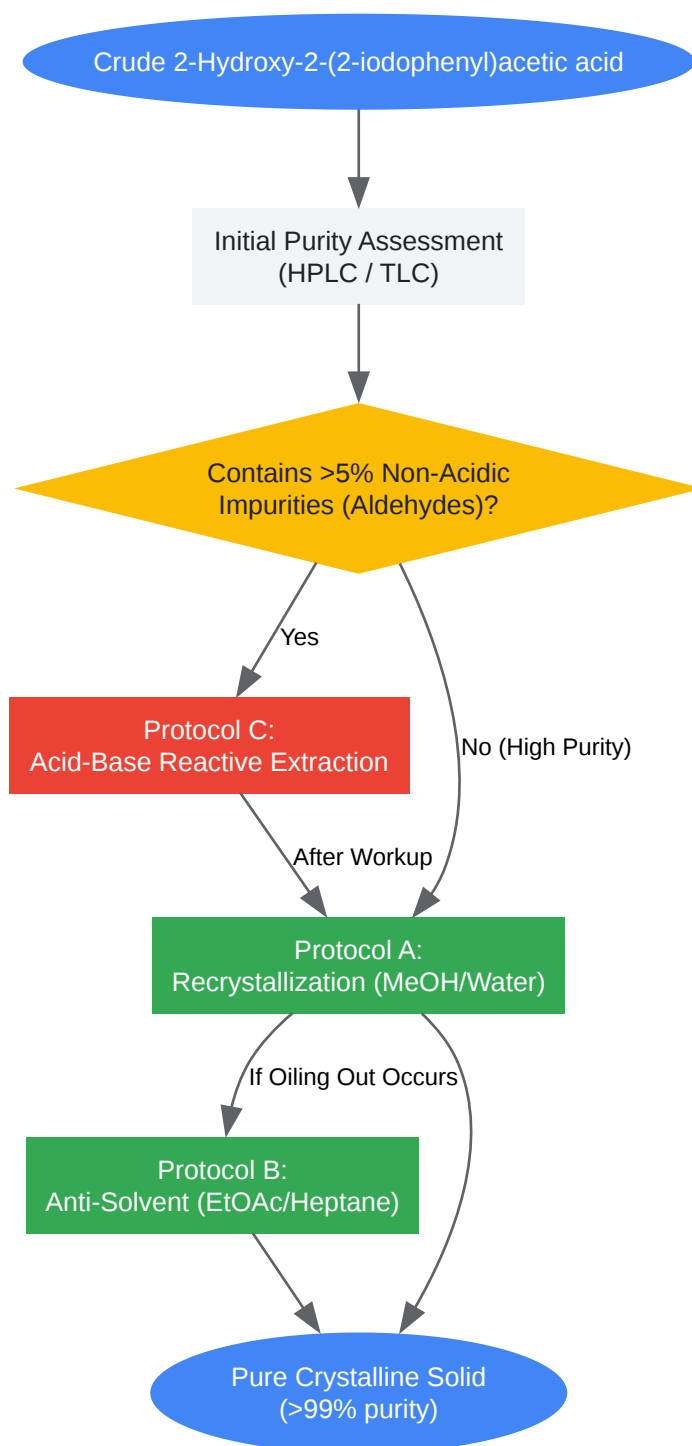 Crude 2-Hydroxy-2-(2-iodophenyl)acetic acid
Initial Purity Assessment
(HPLC / TLC)
Contains >5% Non-Acidic
Impurities (Aldehydes)?
Yes
Protocol C:
Acid-Base Reactive Extraction
No (High Purity)
After Workup
Protocol A:
Recrystallization (MeOH/Water)
If Oiling Out Occurs
Protocol B:
Anti-Solvent (EtOAc/Heptane)
Pure Crystalline Solid
(>99% purity)